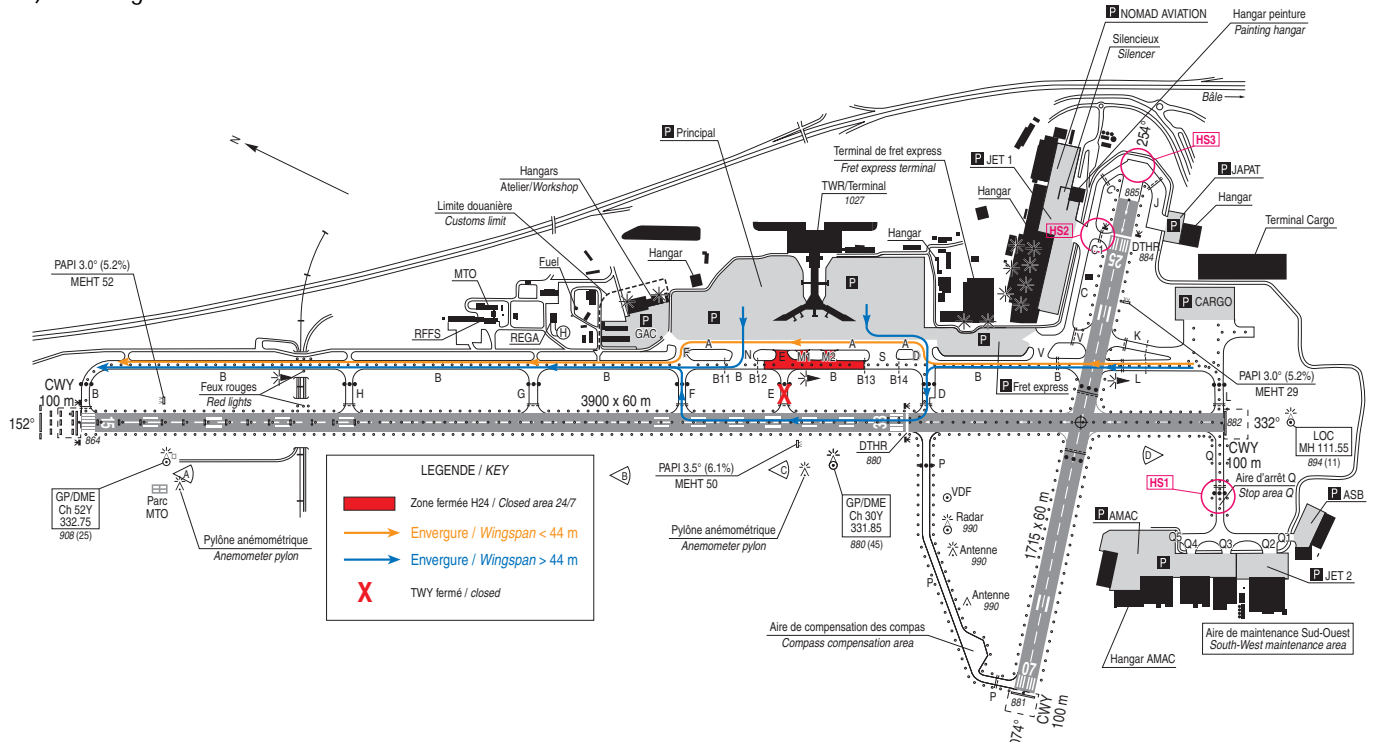 P NOMAD AVIATION
Hangar peinture
Painting hangar
Silencieux
Silencer
Bâle
N
P Principal
Terminal de fret express
Fret express terminal
254°
HS3
Hangars
Atelier/Workshop
P JET 1
P JAPAT
TWR/Terminal
1027
Hangar
Hangar
Limite douanière
Customs limit
885
C
J
Terminal Cargo
Hangar
HS2
P
PAPI 3.0° (5.2%)
MEHT 52
MTO
Fuel
Hangar
C1
DTHR
884
25
P
P CARGO
RFFS
REGA
H
P
GAC
P
C
P
V
V
K
A
A
A
F
N
E
M1
M2
S
D
PAPI 3.0° (5.2%)
MEHT 29
Feux rouges
Red lights
B
B
B11
B
B12
B
B13
B14
B
B
L
P Fret express
CWY
100 m
B
H
G
3900 x 60 m
F
E
X
D
L
152°
15
33
882
332°
864
DTHR
880
CWY
100 m
LOC
MH 111.55
894 (11)
LEGENDE / KEY
Zone fermée H24 / Closed area 24/7
Envergure / Wingspan < 44 m
Envergure / Wingspan > 44 m
X TWY fermé / closed
A
B
C
D
PAPI 3.5° (6.1%)
MEHT 50
P
P
Q
HS1
Aire d'arrêt Q
Stop area Q
GP/DME
Ch 52Y
332.75
908 (25)
Parc
MTO
Pylône anémométrique
Anemometer pylon
Pylône anémométrique
Anemometer pylon
GP/DME
Ch 30Y
331.85
880 (45)
VDF
Radar
990
Antenne
990
Antenne
990
1715 x 60 m
P ASB
P AMAC
Q5
Q4
Q3
Q2
Q1
P
P JET 2
P
Aire de compensation des compas
Compass compensation area
Aire de maintenance Sud-Ouest
South-West maintenance area
Hangar AMAC
P
07
881
CWY
100 m
074°